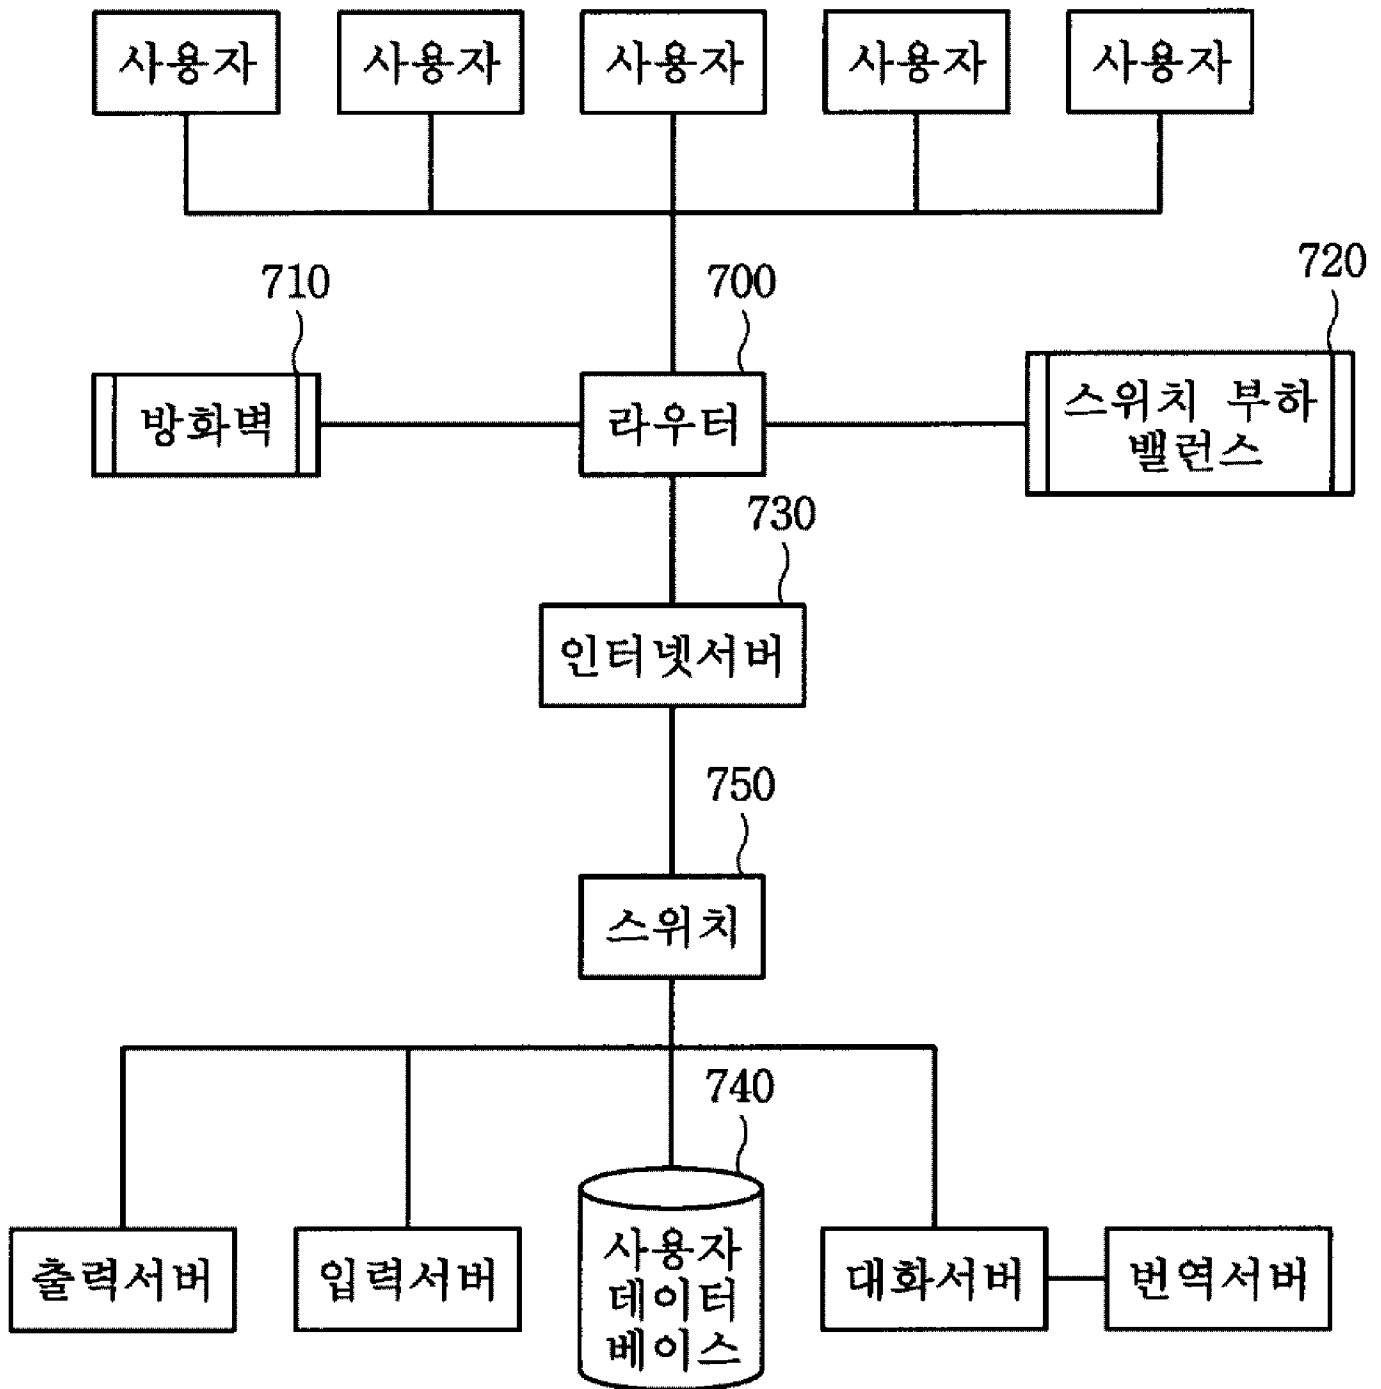 사용자 사용자 사용자 사용자 사용자
710
700
720
방화벽
라우터
스위치 부하
밸런스
730
인터넷서버
750
스위치
740
출력서버
입력서버
사용자
데이터
베이스
대화서버
번역서버